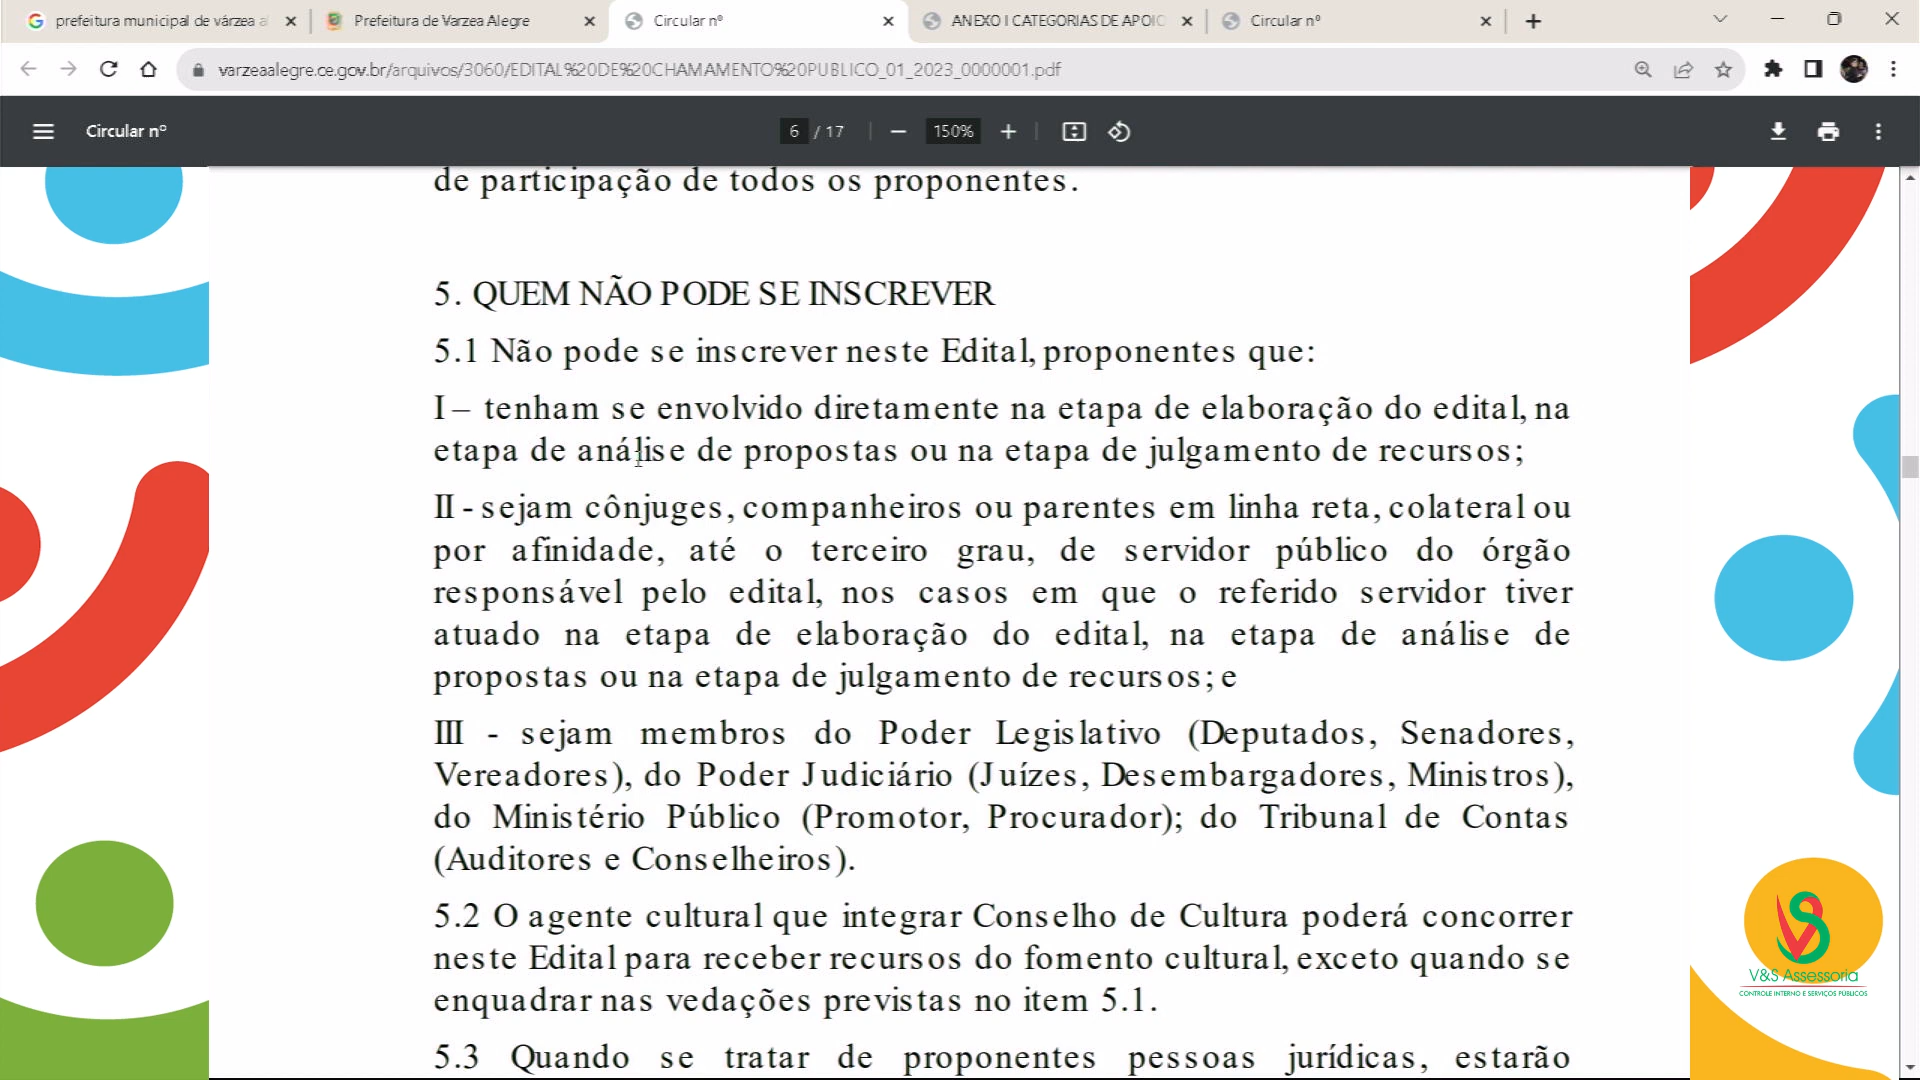 prefeitura municipal de várzea al
Prefeitura de Varzea Alegre
Circular nº
ANEXO I CATEGORIAS DE APOIO
Circular nº
varzeaalegre.ce.gov.br/arquivos/3060/EDITAL%20DE%20CHAMAMENTO%20PUBLICO_01_2023_0000001.pdf
Circular nº
6 / 17
150%
de participação de todos os proponentes.
5. QUEM NÃO PODE SE INSCREVER
5.1 Não pode se inscrever neste Edital, proponentes que:
I – tenham se envolvido diretamente na etapa de elaboração do edital, na
etapa de análise de propostas ou na etapa de julgamento de recursos;
II - sejam cônjuges, companheiros ou parentes em linha reta, colateral ou
por afinidade, até o terceiro grau, de servidor público do órgão
responsável pelo edital, nos casos em que o referido servidor tiver
atuado na etapa de elaboração do edital, na etapa de análise de
propostas ou na etapa de julgamento de recursos; e
III - sejam membros do Poder Legislativo (Deputados, Senadores,
Vereadores), do Poder Judiciário (Juízes, Desembargadores, Ministros),
do Ministério Público (Promotor, Procurador); do Tribunal de Contas
(Auditores e Conselheiros).
5.2 O agente cultural que integrar Conselho de Cultura poderá concorrer
neste Edital para receber recursos do fomento cultural, exceto quando se
enquadrar nas vedações previstas no item 5.1.
5.3 Quando se tratar de proponentes pessoas jurídicas, estarão
VS
V&S Assessoria
CONTROLE INTERNO E SERVIÇOS PÚBLICOS